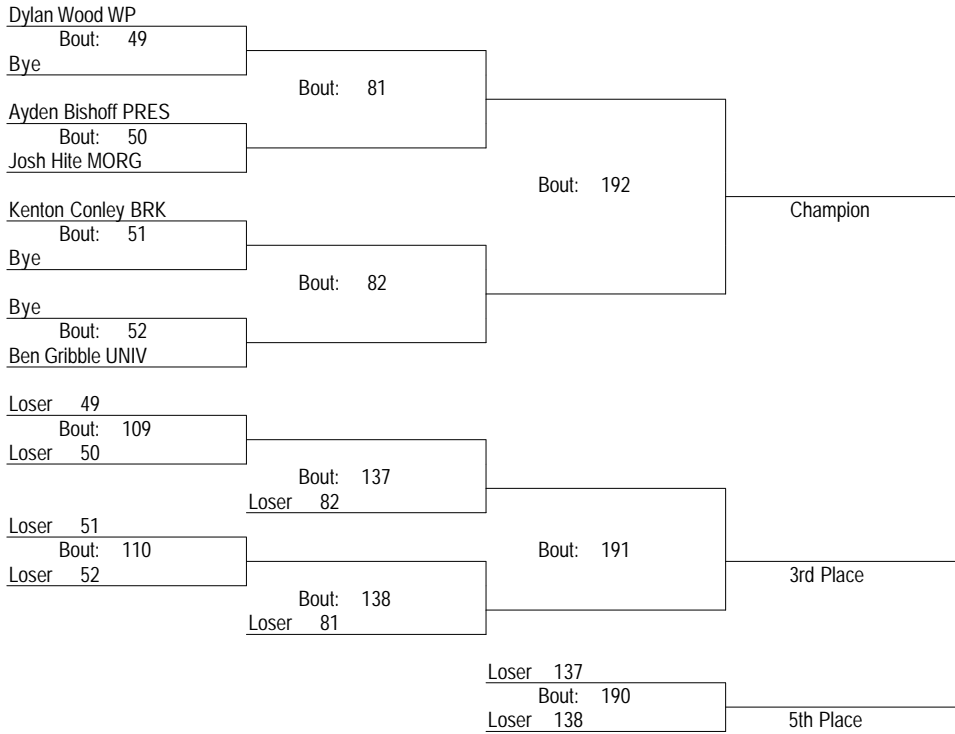 Dylan Wood WP
Bout: 49
Bye
Bout: 81
Ayden Bishoff PRES
Bout: 50
Josh Hite MORG
Bout: 192
Champion
Kenton Conley BRK
Bout: 51
Bye
Bout: 82
Bye
Bout: 52
Ben Gribble UNIV
Loser 49
Bout: 109
Loser 50
Bout: 137
Loser 82
Loser 51
Bout: 110
Loser 52
Bout: 191
3rd Place
Bout: 138
Loser 81
Loser 137
Bout: 190
Loser 138
5th Place